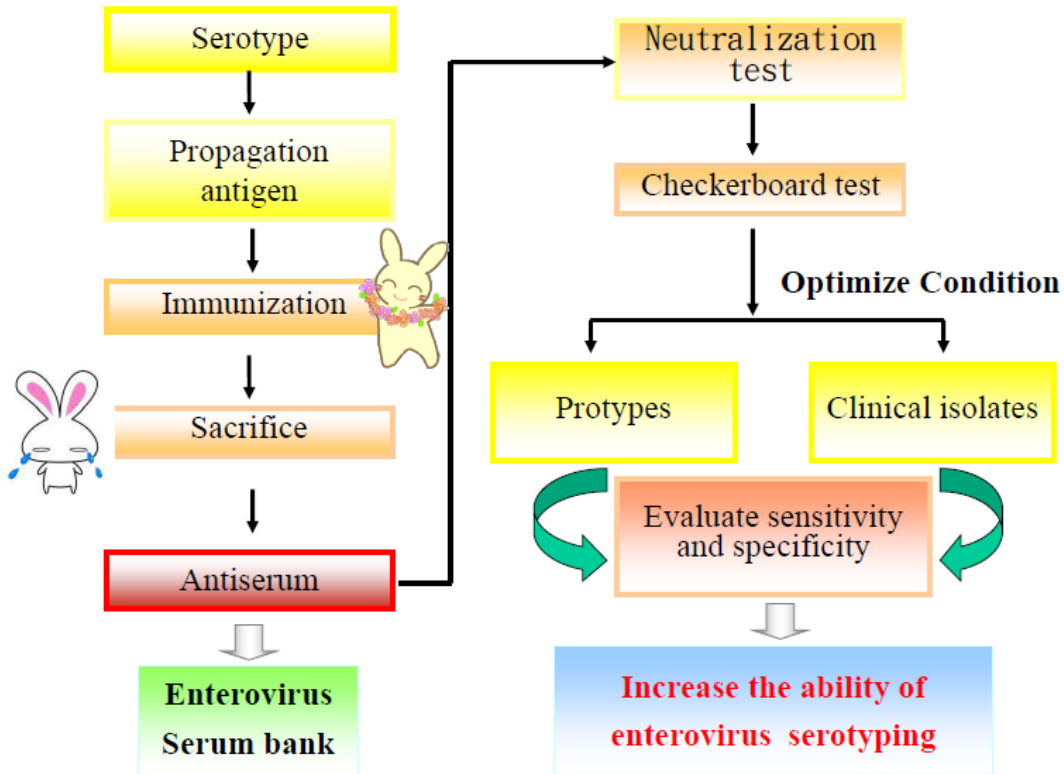 Serotype
Propagation
antigen
Immunization
Sacrifice
Antiserum
Enterovirus
Serum bank
Neutralization
test
Checkerboard test
Optimize Condition
Protypes
Clinical isolates
Evaluate sensitivity
and specificity
Increase the ability of
enterovirus serotyping